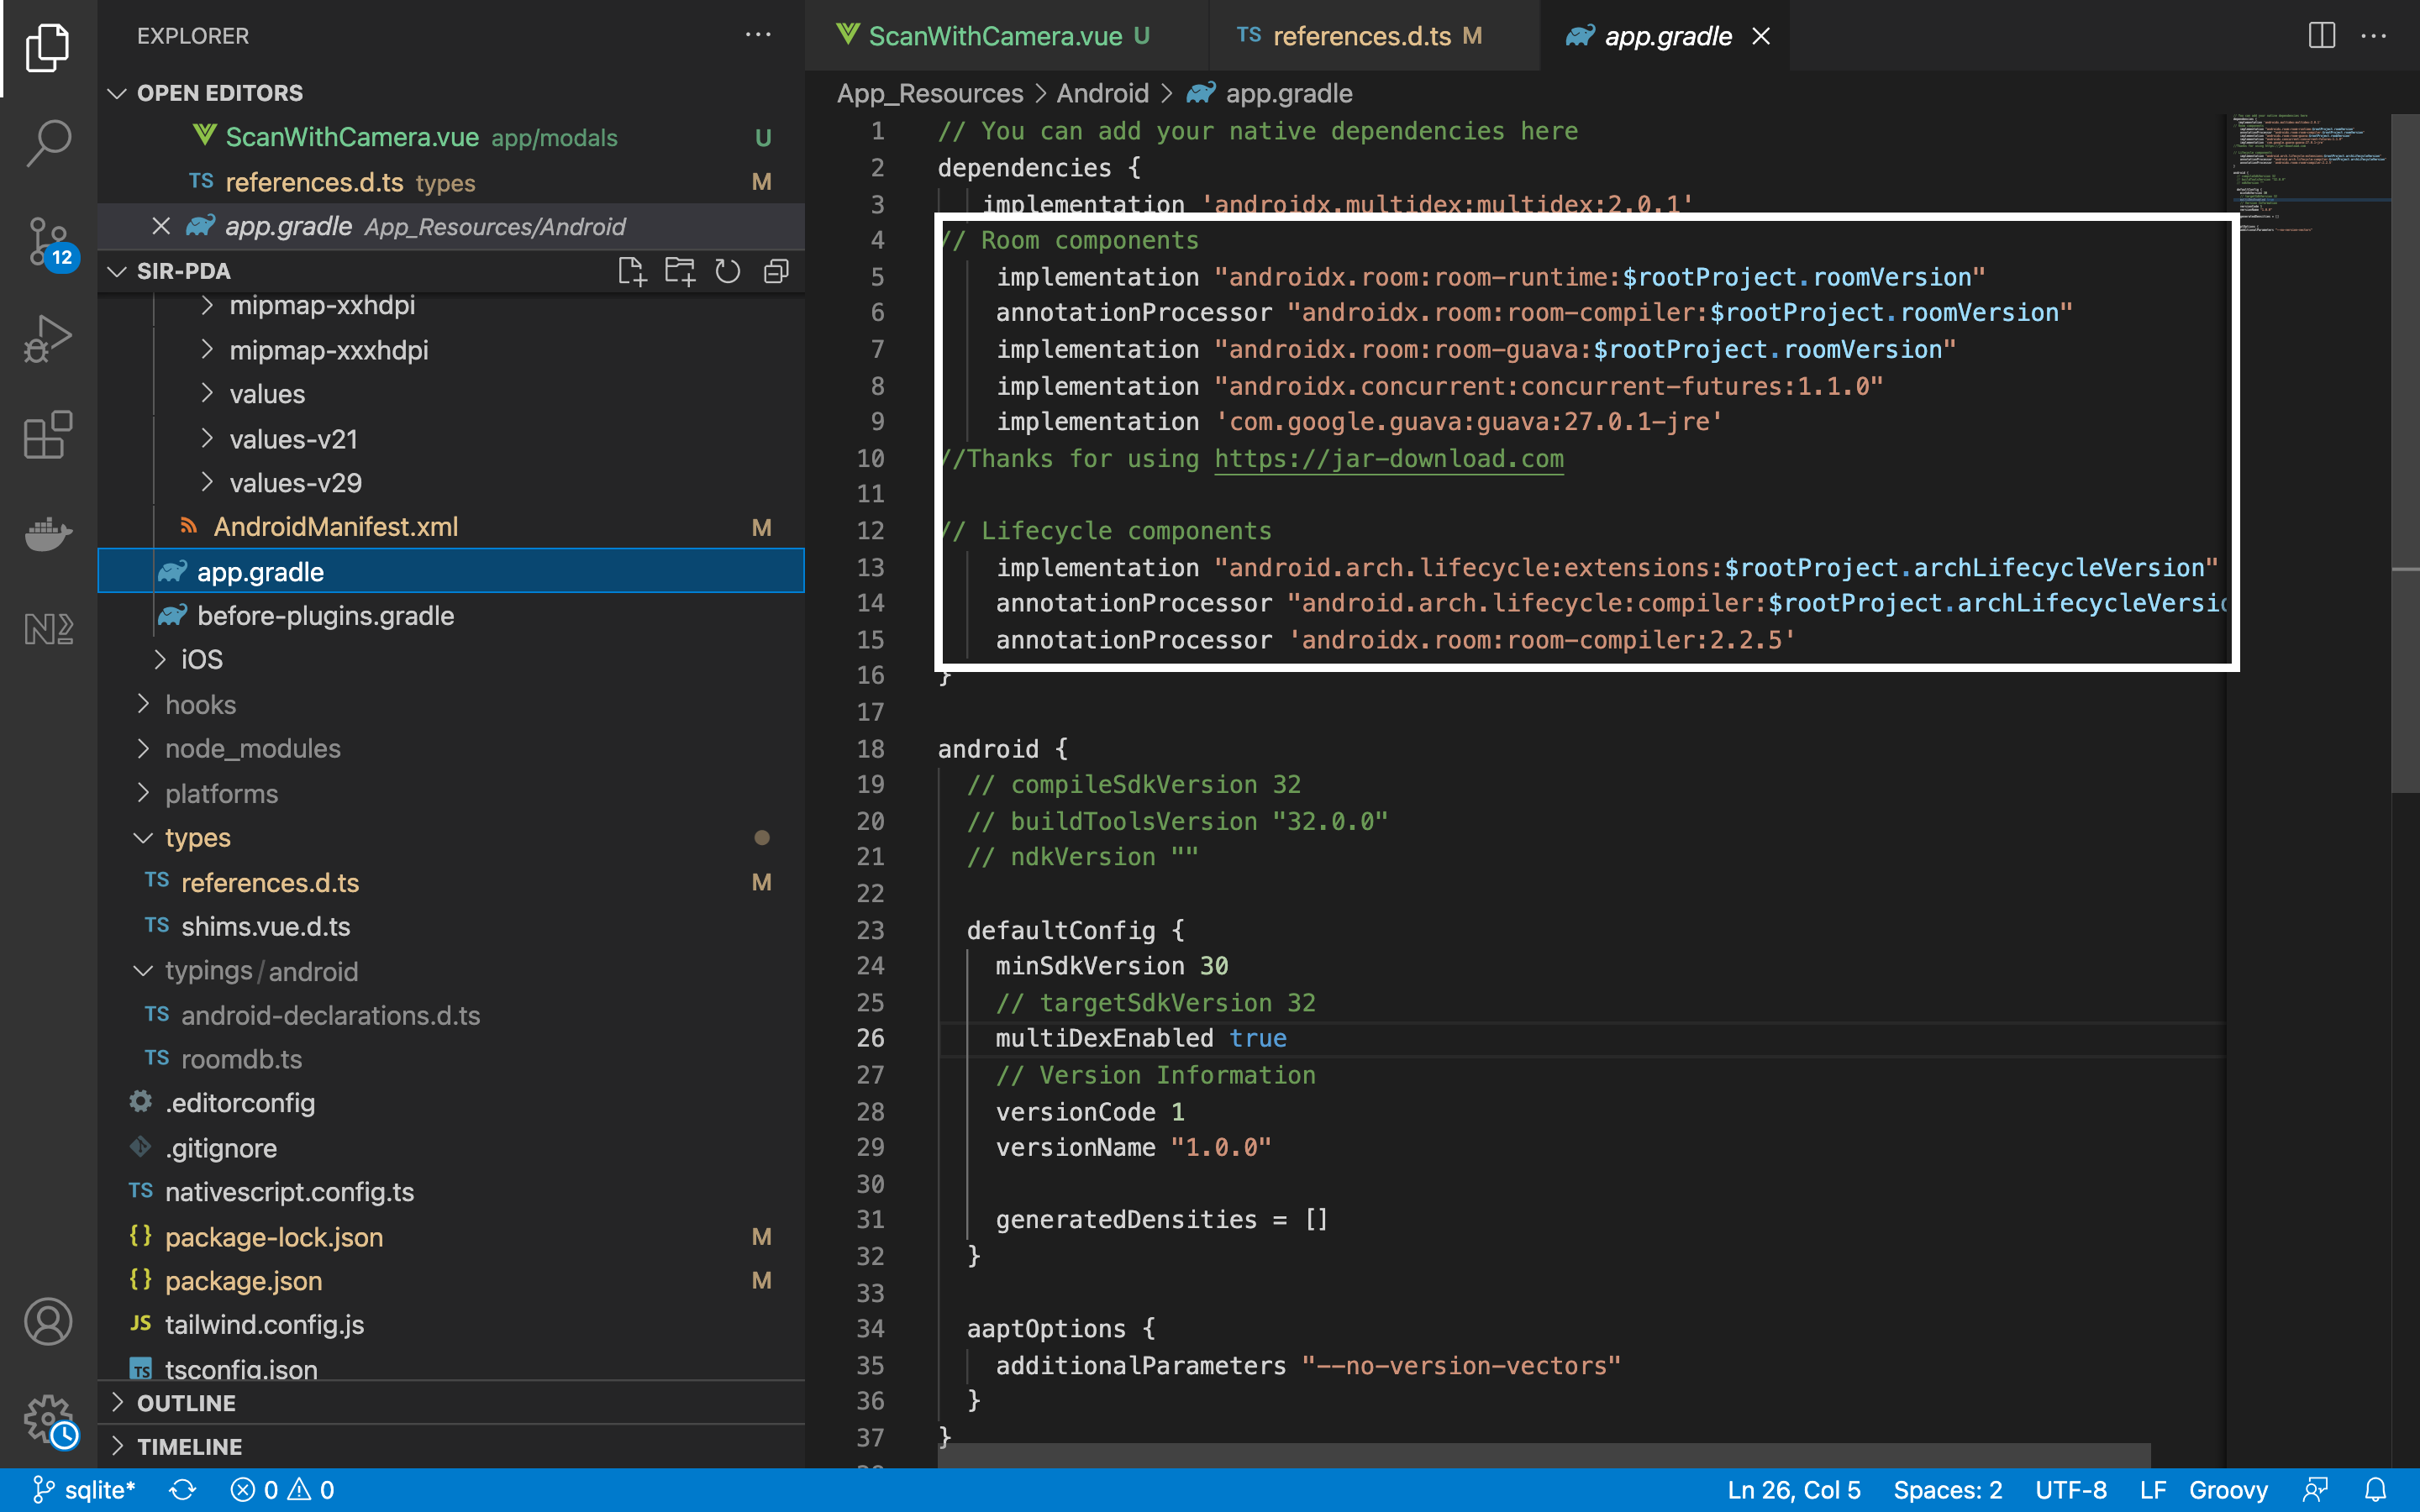 EXPLORER
OPEN EDITORS
ScanWithCamera.vue app/modals U
TS references.d.ts types M
app.gradle App_Resources/Android
SIR-PDA
mipmap-xxhdpi
mipmap-xxxhdpi
values
values-v21
values-v29
AndroidManifest.xml M
app.gradle
before-plugins.gradle
iOS
hooks
node_modules
platforms
types
TS references.d.ts M
TS shims.vue.d.ts
typings/android
TS android-declarations.d.ts
TS roomdb.ts
.editorconfig
.gitignore
TS nativescript.config.ts
{} package-lock.json M
{} package.json M
JS tailwind.config.js
TS tsconfig.json
OUTLINE
TIMELINE
12
ScanWithCamera.vue U
TS references.d.ts M
app.gradle
App_Resources > Android > app.gradle
1 // You can add your native dependencies here
2 dependencies {
3 implementation 'androidx.multidex:multidex:2.0.1'
4 // Room components
5 implementation "androidx.room:room-runtime:$rootProject.roomVersion"
6 annotationProcessor "androidx.room:room-compiler:$rootProject.roomVersion"
7 implementation "androidx.room:room-guava:$rootProject.roomVersion"
8 implementation "androidx.concurrent:concurrent-futures:1.1.0"
9 implementation 'com.google.guava:guava:27.0.1-jre'
10 //Thanks for using https://jar-download.com
11
12 // Lifecycle components
13 implementation "android.arch.lifecycle:extensions:$rootProject.archLifecycleVersion"
14 annotationProcessor "android.arch.lifecycle:compiler:$rootProject.archLifecycleVersic
15 annotationProcessor 'androidx.room:room-compiler:2.2.5'
16 }
17
18 android {
19 // compileSdkVersion 32
20 // buildToolsVersion "32.0.0"
21 // ndkVersion ""
22
23 defaultConfig {
24 minSdkVersion 30
25 // targetSdkVersion 32
26 multiDexEnabled true
27 // Version Information
28 versionCode 1
29 versionName "1.0.0"
30
31 generatedDensities = []
32 }
33
34 aaptOptions {
35 additionalParameters "--no-version-vectors"
36 }
37 }
sqlite* 0 0 Ln 26, Col 5 Spaces: 2 UTF-8 LF Groovy